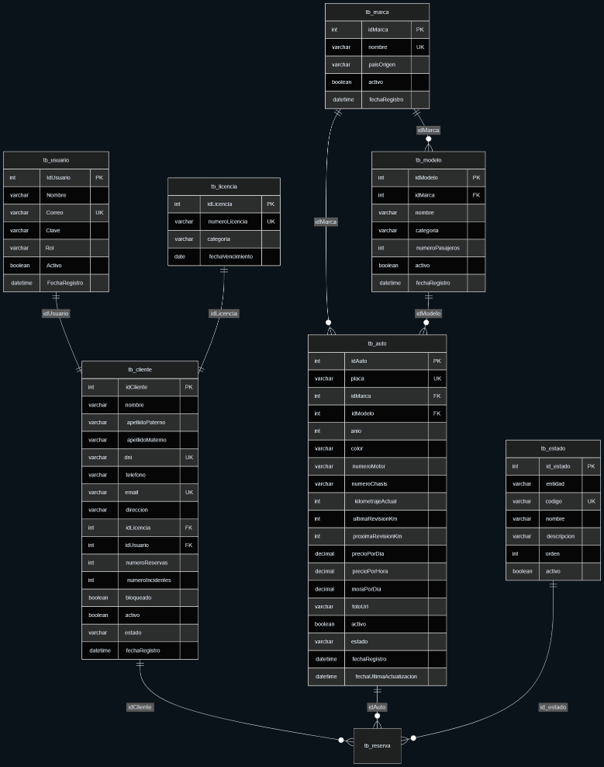 tb_marca
int idMarca PK
varchar nombre UK
varchar paisOrigen
boolean activo
datetime fechaRegistro
idMarca
idMarca
tb_usuario
int idUsuario PK
varchar Nombre
varchar Correo UK
varchar Clave
varchar Rol
boolean Activo
datetime FechaRegistro
tb_licencia
int idLicencia PK
varchar numeroLicencia UK
varchar categoria
date fechaVencimiento
tb_modelo
int idModelo PK
int idMarca FK
varchar nombre
varchar categoria
int numeroPasajeros
boolean activo
datetime fechaRegistro
idUsuario
idLicencia
idModelo
tb_cliente
int idCliente PK
varchar nombre
varchar apellidoPaterno
varchar apellidoMaterno
varchar dni UK
varchar telefono
varchar email UK
varchar direccion
int idLicencia FK
int idUsuario FK
int numeroReservas
int numeroIncidentes
boolean bloqueado
boolean activo
varchar estado
datetime fechaRegistro
tb_auto
int idAuto PK
varchar placa UK
int idMarca FK
int idModelo FK
int anio
varchar color
varchar numeroMotor
varchar numeroChasis
int kilometrajeActual
int ultimaRevisionKm
int proximaRevisionKm
decimal precioPorDia
decimal precioPorHora
decimal moraPorDia
varchar fotoUrl
boolean activo
varchar estado
datetime fechaRegistro
datetime fechaUltimaActualizacion
tb_estado
int id_estado PK
varchar entidad
varchar codigo UK
varchar nombre
varchar descripcion
int orden
boolean activo
idCliente
idAuto
id_estado
tb_reserva